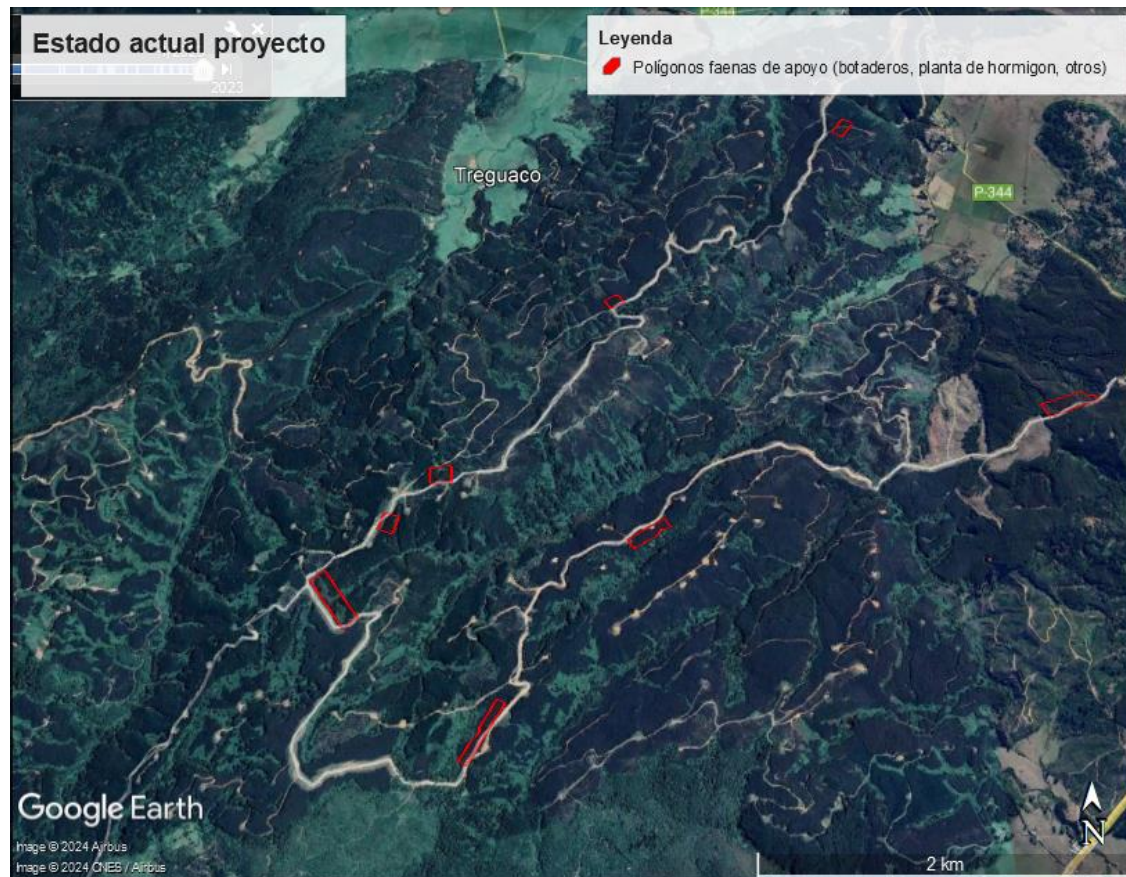 Estado actual proyecto
2023
Leyenda
Polígonos faenas de apoyo (botaderos, planta de hormigon, otros)
P-344
Treguaco
P-344
Google Earth
Image © 2024 Airbus
Image © 2024 CNES / Airbus
N
2 km